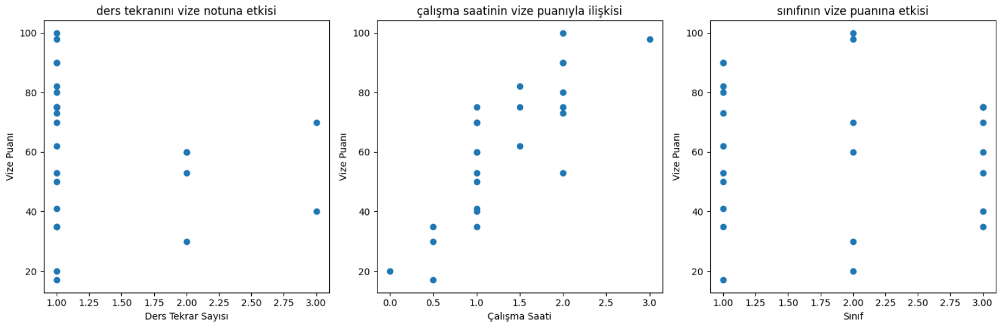 ders tekranını vize notuna etkisi
100
80
60
40
20
Vize Puanı
1.00 1.25 1.50 1.75 2.00 2.25 2.50 2.75 3.00
Ders Tekrar Sayısı
çalışma saatinin vize puanıyla ilişkisi
100
80
60
40
20
Vize Puanı
0.0 0.5 1.0 1.5 2.0 2.5 3.0
Çalışma Saati
sınıfının vize puanına etkisi
100
80
60
40
20
Vize Puanı
1.00 1.25 1.50 1.75 2.00 2.25 2.50 2.75 3.00
Sınıf